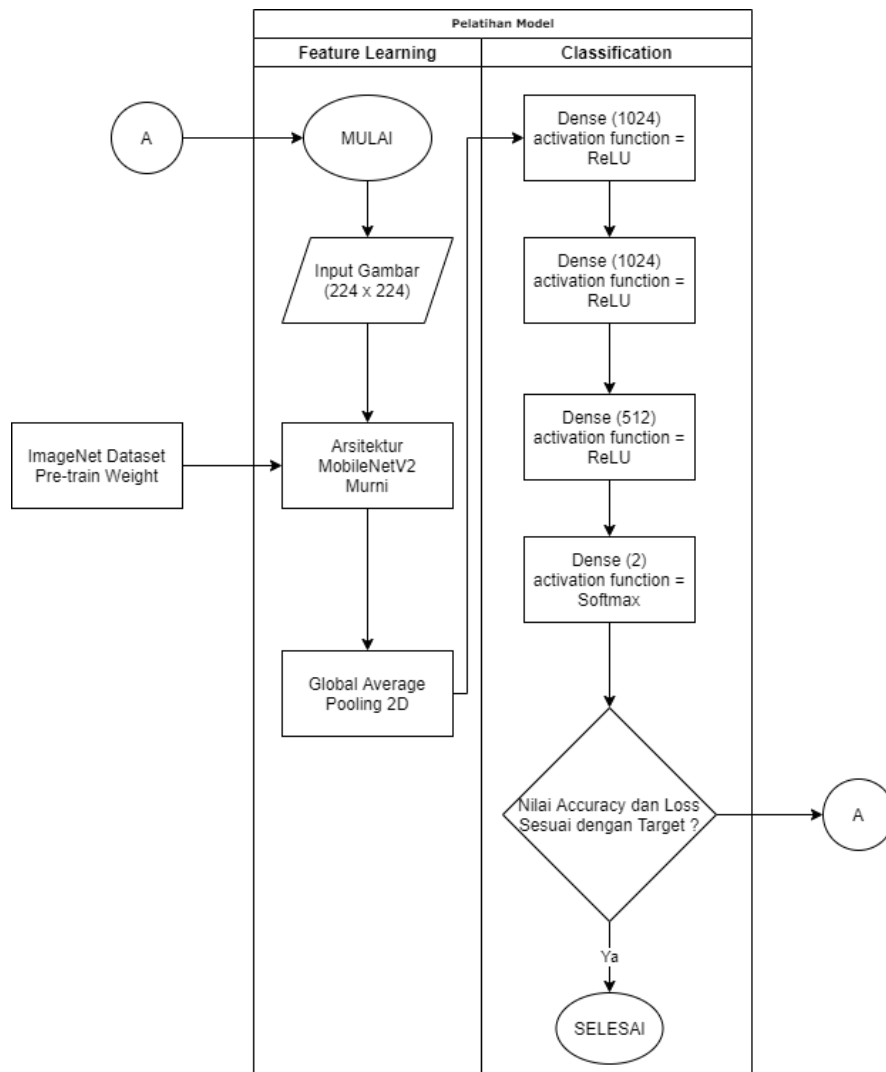 Pelatihan Model
Feature Learning
Classification
A
MULAI
Input Gambar
(224 x 224)
ImageNet Dataset
Pre-train Weight
Arsitektur
MobileNetV2
Murni
Global Average
Pooling 2D
Dense (1024)
activation function =
ReLU
Dense (1024)
activation function =
ReLU
Dense (512)
activation function =
ReLU
Dense (2)
activation function =
Softmax
Nilai Accuracy dan Loss
Sesuai dengan Target ?
A
Ya
SELESAI